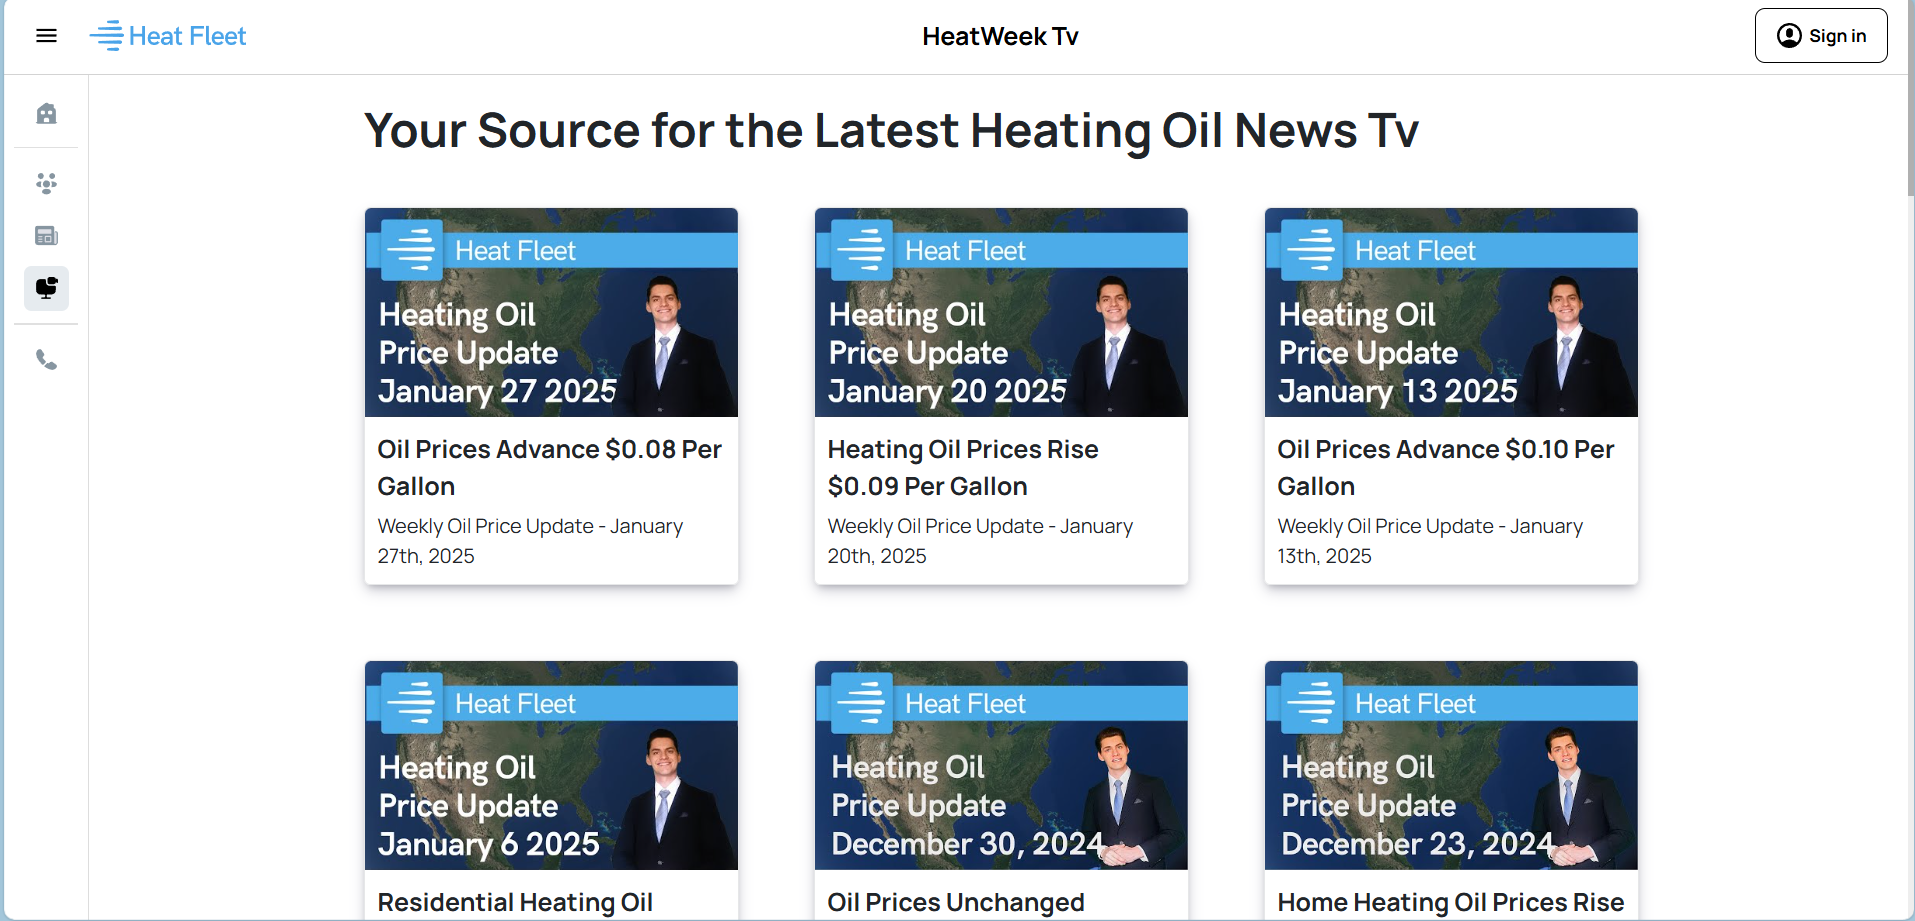 Heat Fleet
HeatWeek Tv
Sign in
Your Source for the Latest Heating Oil News Tv
Heat Fleet
Heating Oil
Price Update
January 27 2025
Oil Prices Advance $0.08 Per
Gallon
Weekly Oil Price Update - January
27th, 2025
Heat Fleet
Heating Oil
Price Update
January 20 2025
Heating Oil Prices Rise
$0.09 Per Gallon
Weekly Oil Price Update - January
20th, 2025
Heat Fleet
Heating Oil
Price Update
January 13 2025
Oil Prices Advance $0.10 Per
Gallon
Weekly Oil Price Update - January
13th, 2025
Heat Fleet
Heating Oil
Price Update
January 6 2025
Residential Heating Oil
Heat Fleet
Heating Oil
Price Update
December 30, 2024
Oil Prices Unchanged
Heat Fleet
Heating Oil
Price Update
December 23, 2024
Home Heating Oil Prices Rise